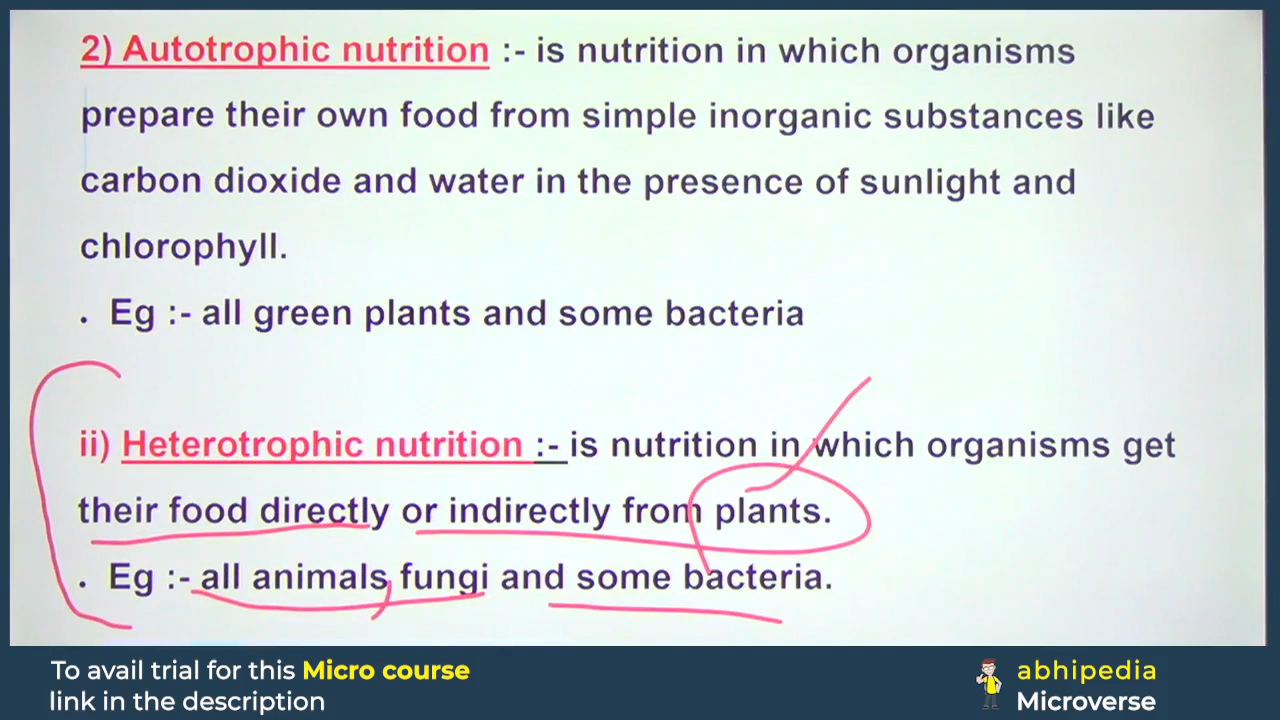 2) Autotrophic nutrition :- is nutrition in which organisms
prepare their own food from simple inorganic substances like
carbon dioxide and water in the presence of sunlight and
chlorophyll.
. Eg :- all green plants and some bacteria
ii) Heterotrophic nutrition :- is nutrition in which organisms get
their food directly or indirectly from plants.
. Eg :- all animals, fungi and some bacteria.
To avail trial for this Micro course
link in the description
abhipedia
Microverse